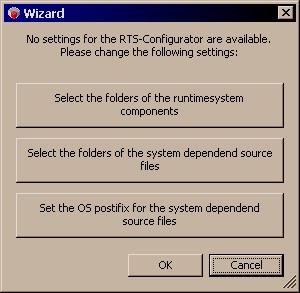 Wizard
No settings for the RTS-Configurator are available.
Please change the following settings:
Select the folders of the runtimesystem
components
Select the folders of the system dependend source
files
Set the OS postifix for the system dependend
source files
OK
Cancel